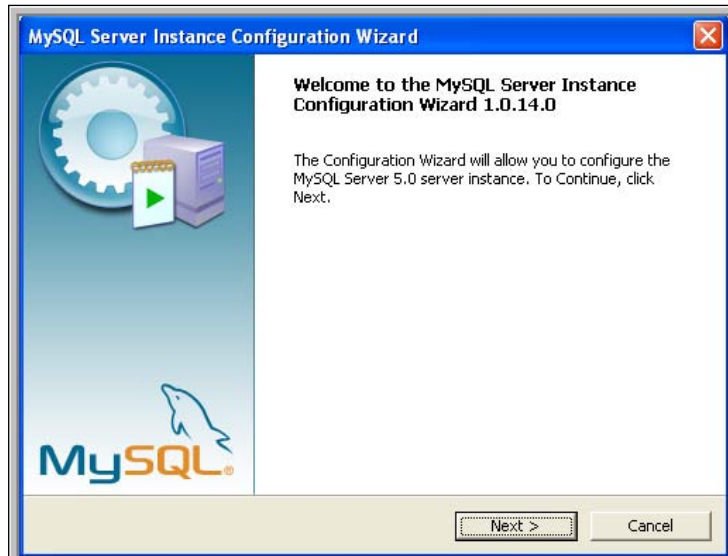 MySQL Server Instance Configuration Wizard
Welcome to the MySQL Server Instance
Configuration Wizard 1.0.14.0
The Configuration Wizard will allow you to configure the
MySQL Server 5.0 server instance. To Continue, click
Next.
MySQL®
Next >
Cancel